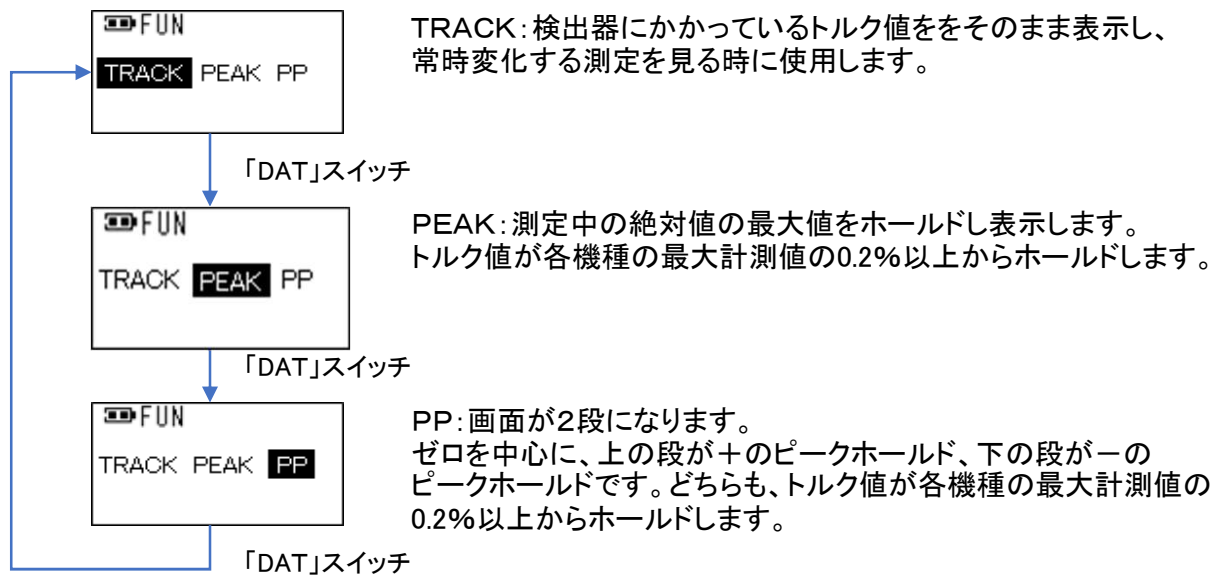 FUN
TRACK PEAK PP
TRACK:検出器にかかっているトルク値ををそのまま表示し、
常時変化する測定を見る時に使用します。
「DAT」スイッチ
FUN
TRACK PEAK PP
PEAK:測定中の絶対値の最大値をホールドし表示します。
トルク値が各機種の最大計測値の0.2%以上からホールドします。
「DAT」スイッチ
FUN
TRACK PEAK PP
PP:画面が2段になります。
ゼロを中心に、上の段が+のピークホールド、下の段が-の
ピークホールドです。どちらも、トルク値が各機種の最大計測値の
0.2%以上からホールドします。
「DAT」スイッチ